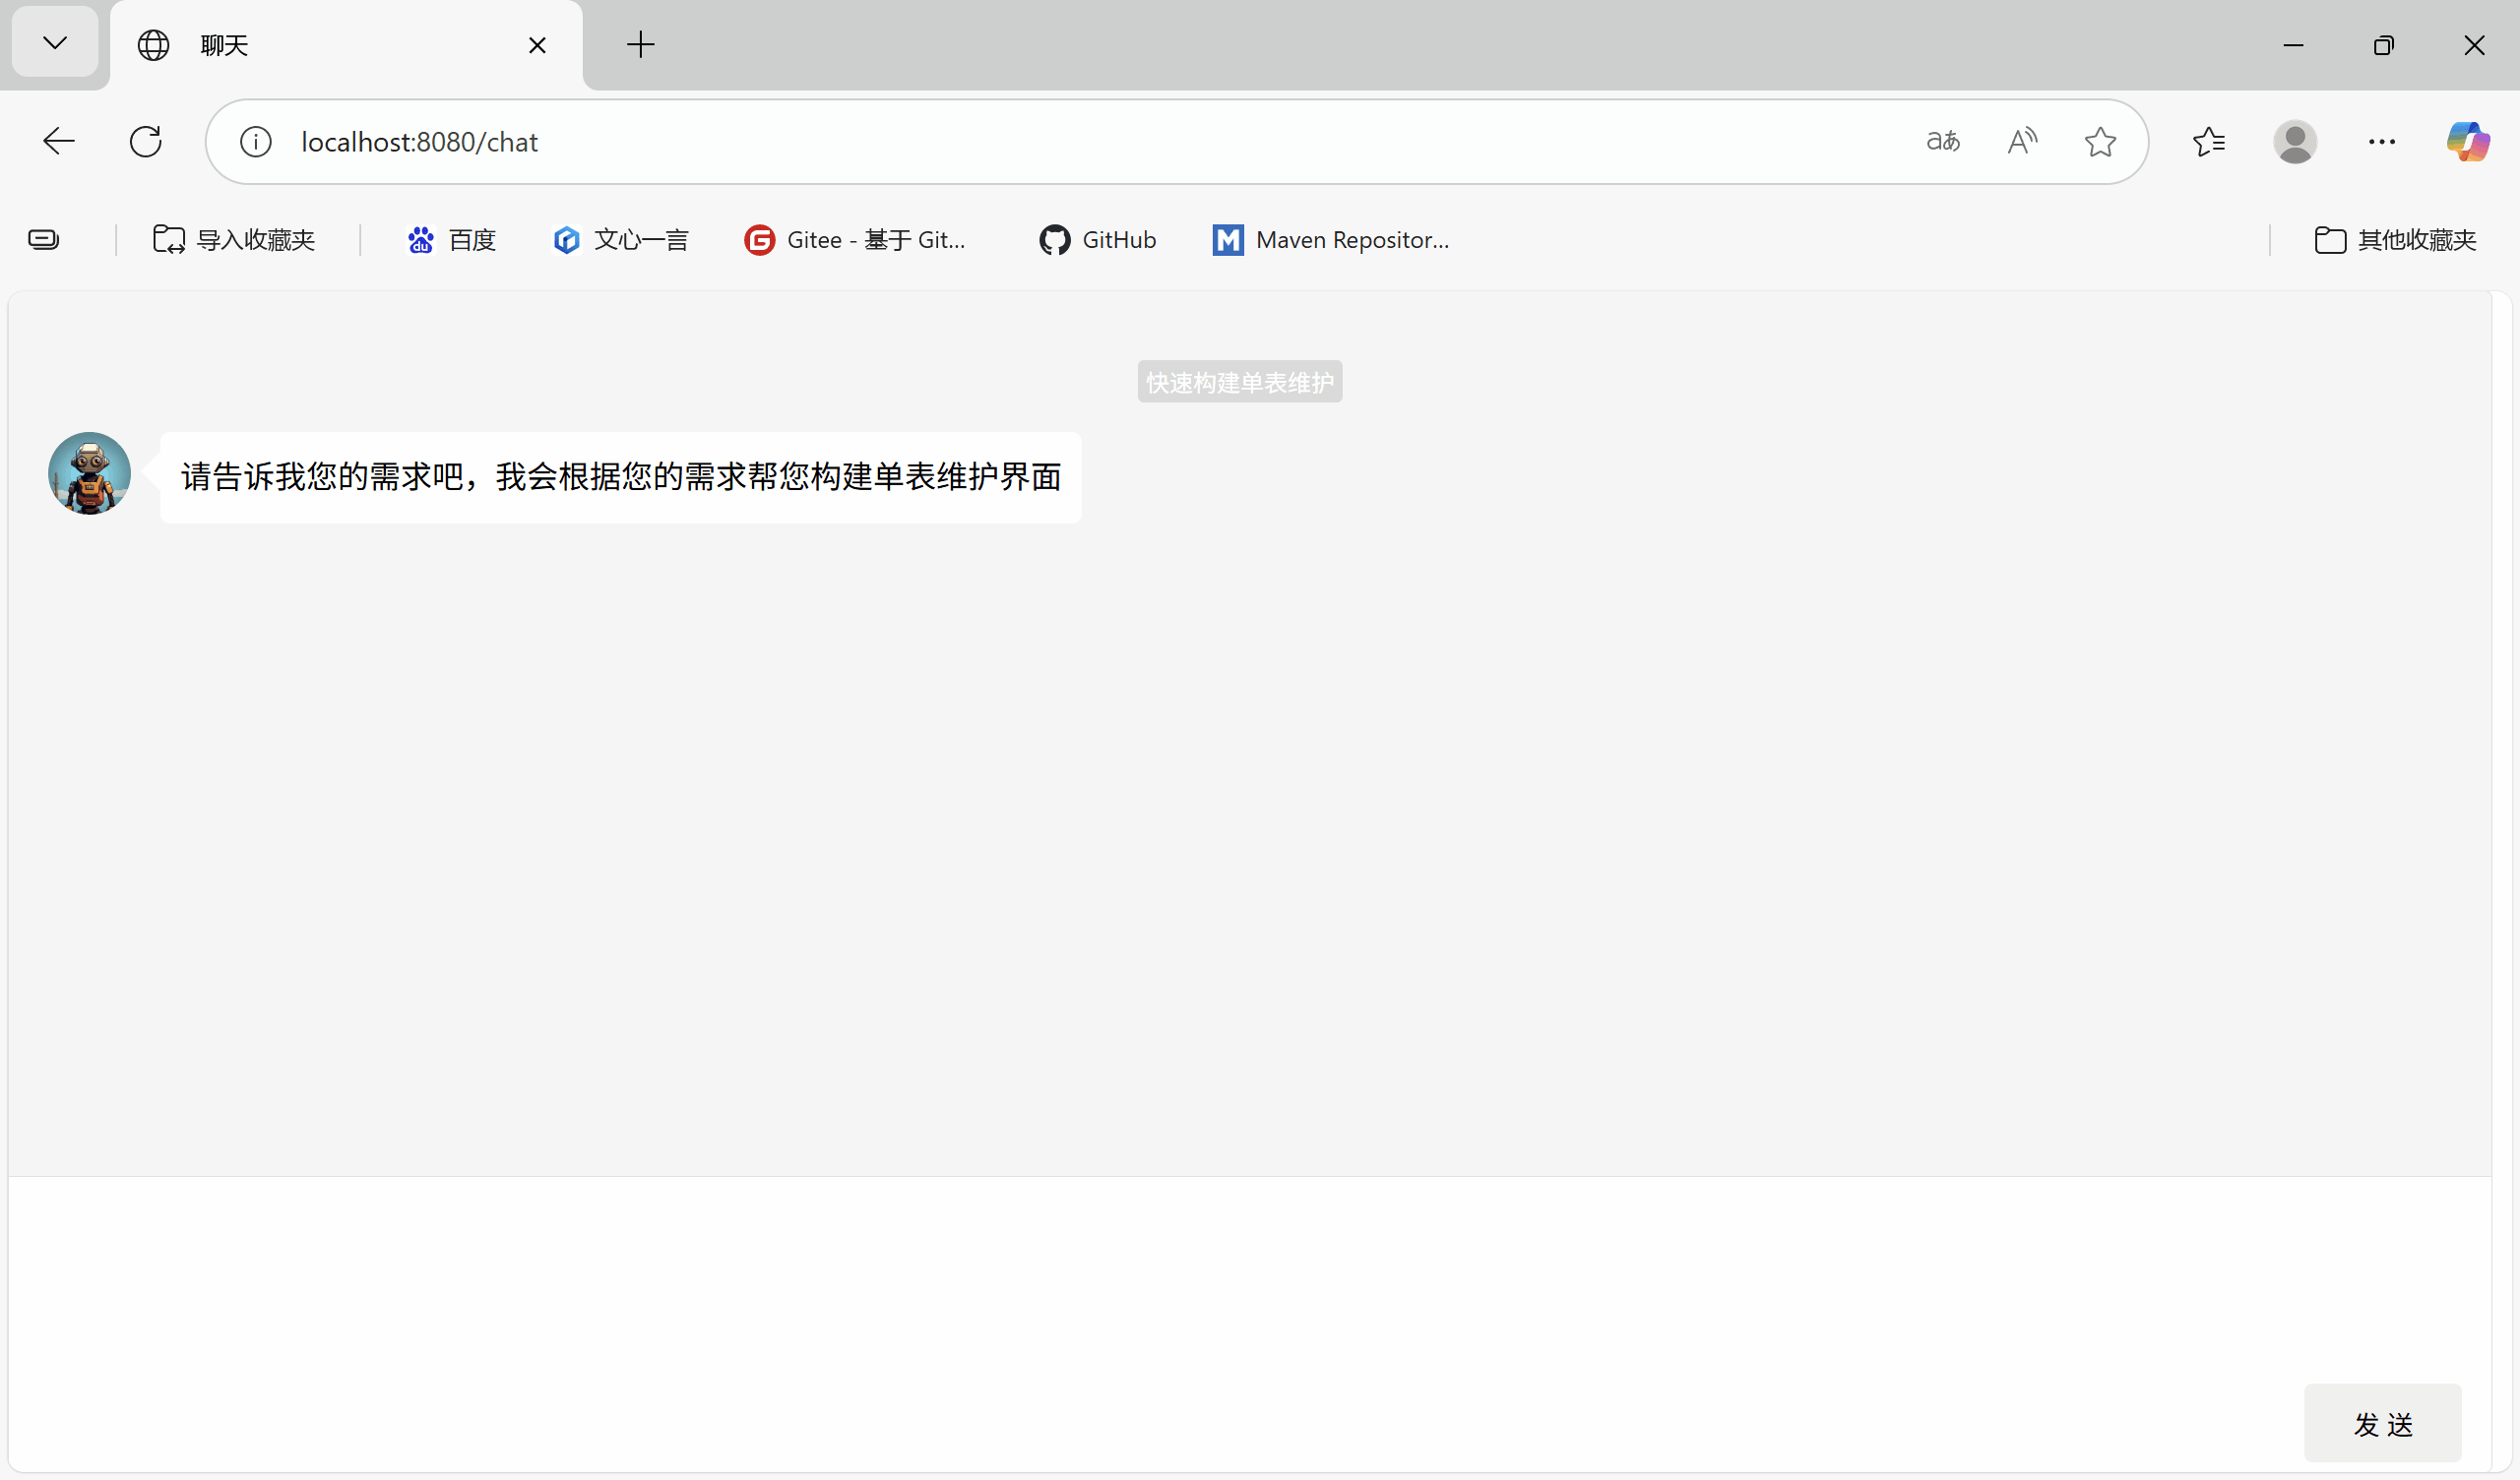 聊天
localhost:8080/chat
导入收藏夹
百度
文心一言
Gitee - 基于 Git...
GitHub
Maven Repositor...
其他收藏夹
快速构建单表维护
请告诉我您的需求吧，我会根据您的需求帮您构建单表维护界面
发 送